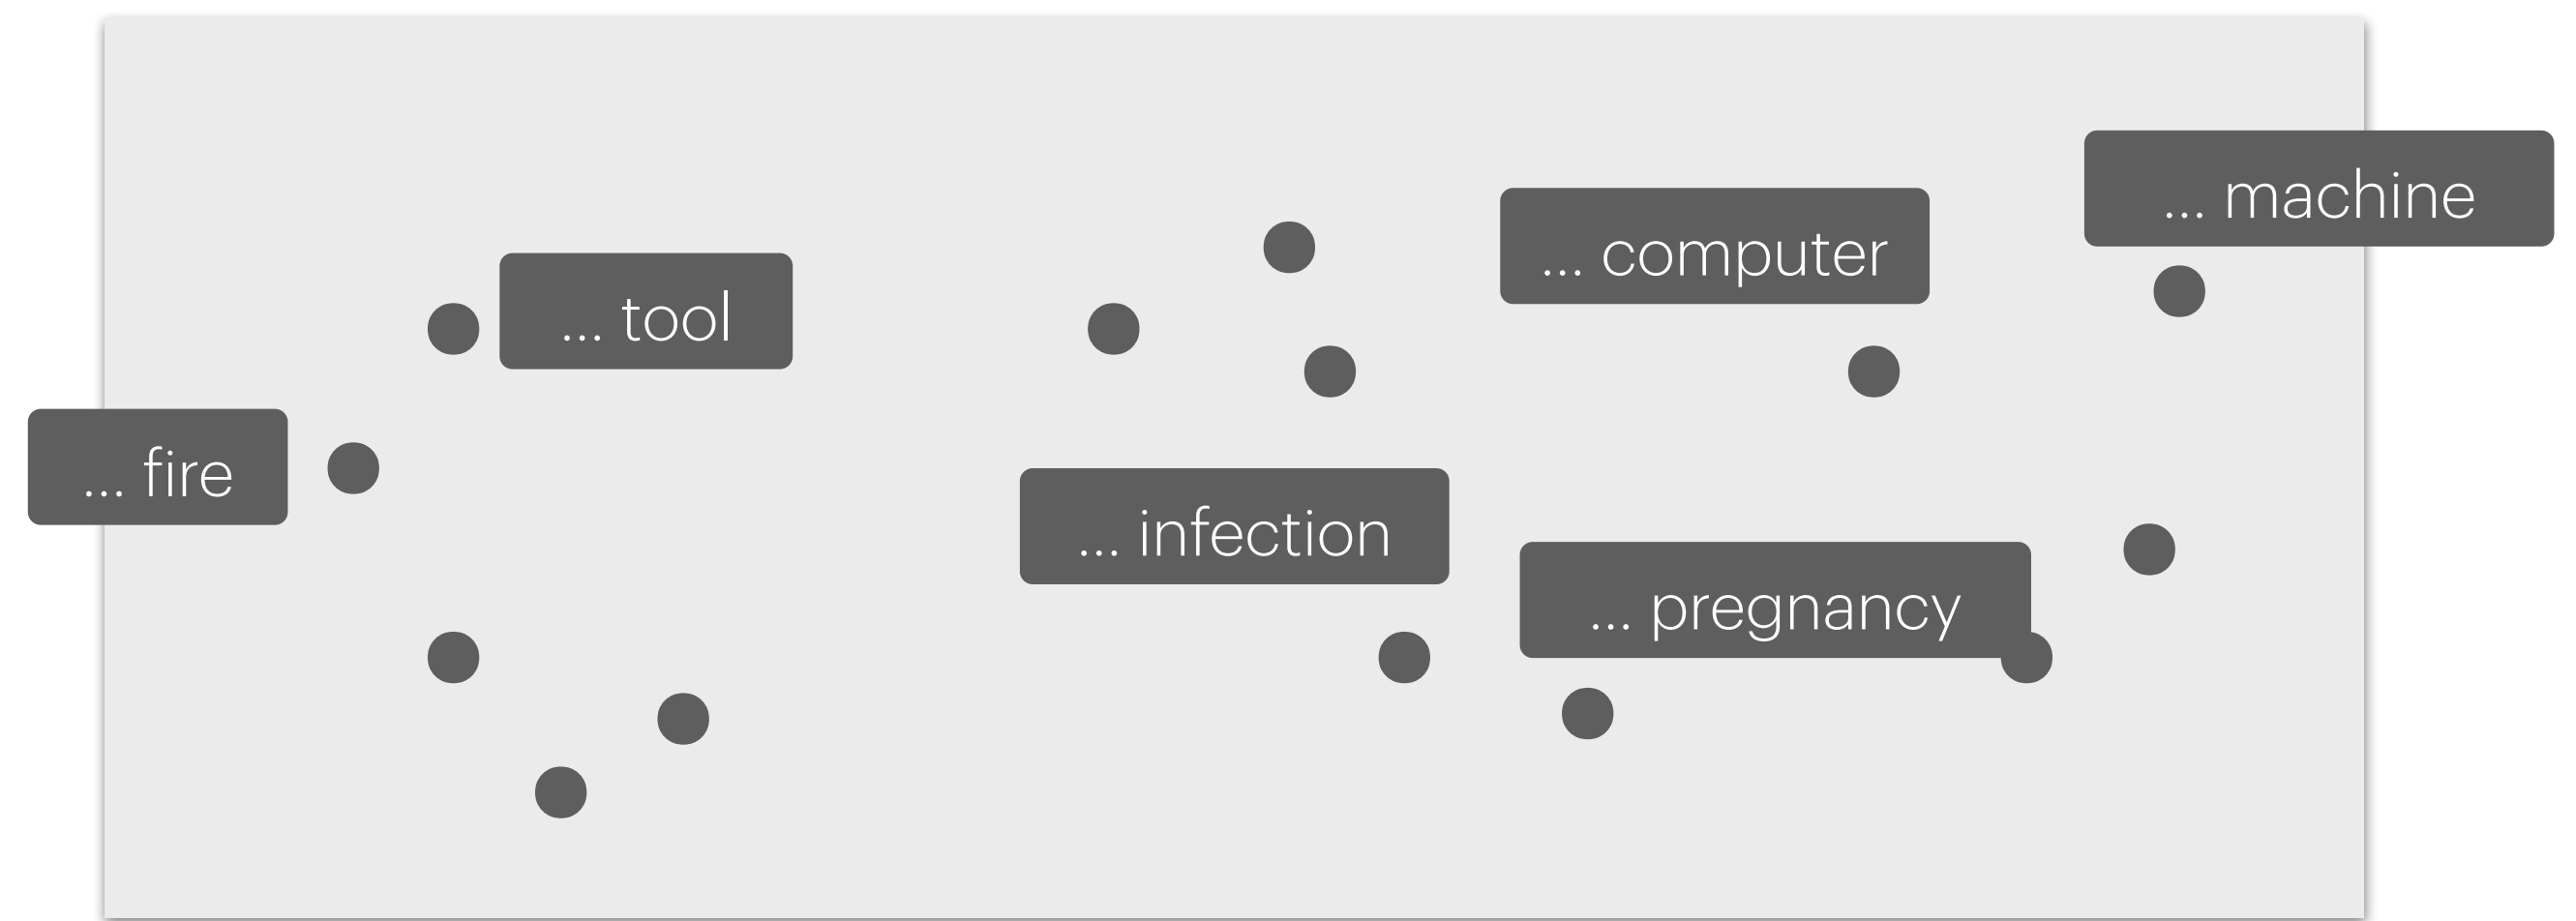 ... machine
... computer
... tool
... fire
... infection
... pregnancy